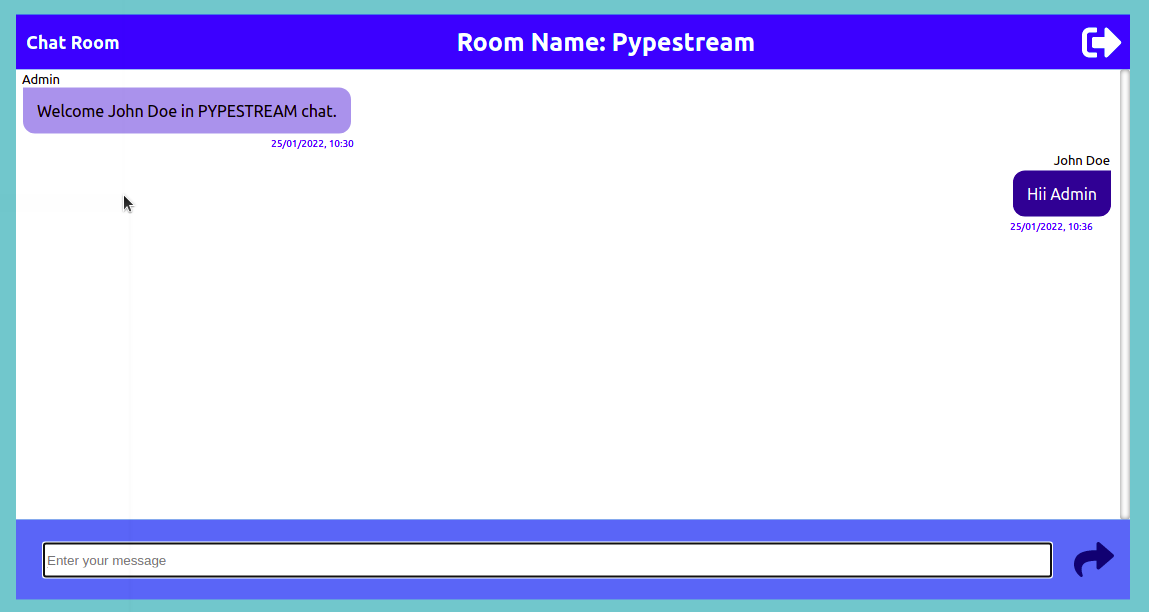 Chat Room
Room Name: Pypestream
Admin
Welcome John Doe in PYPESTREAM chat.
25/01/2022, 10:30
John Doe
Hii Admin
25/01/2022, 10:36
Enter your message